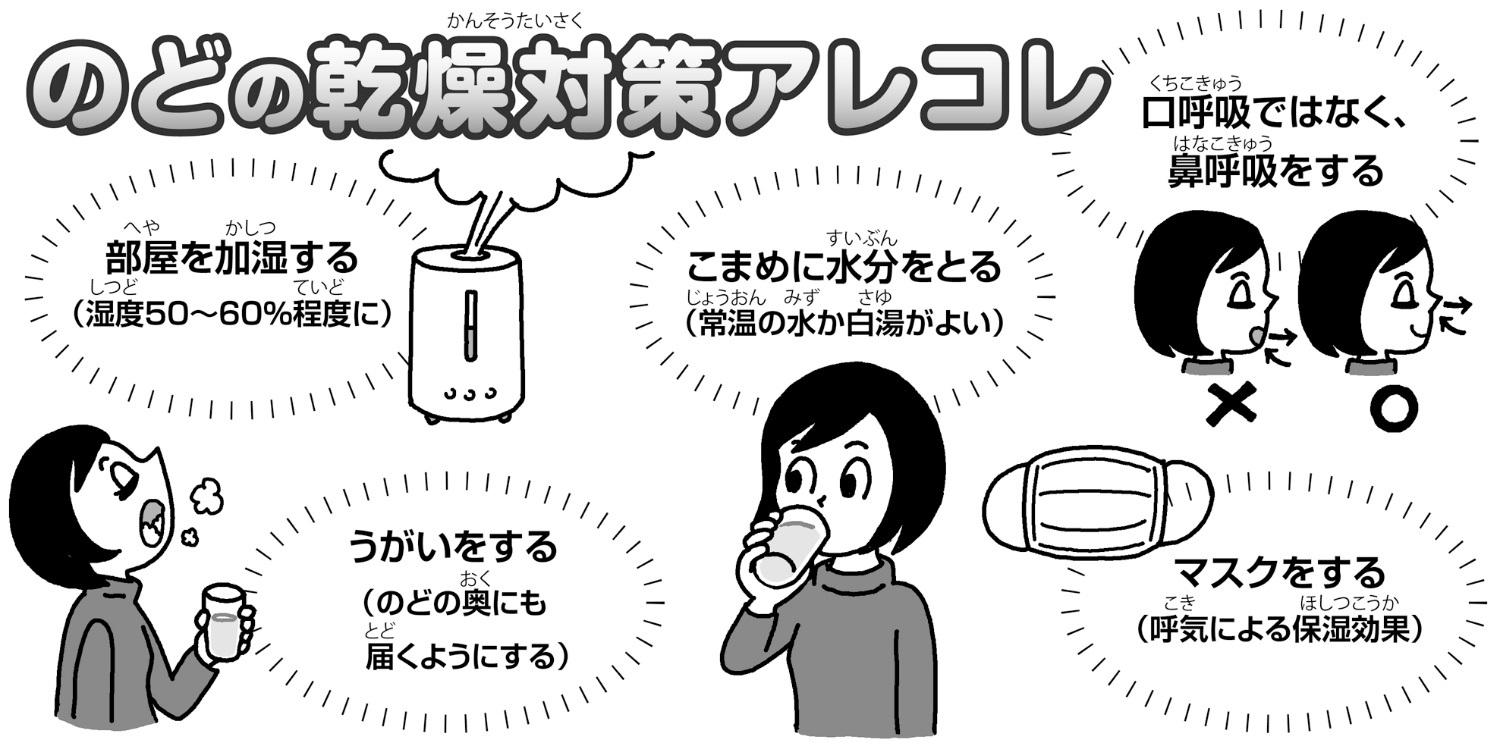 かんそうたいさく
のどの乾燥対策アレコレ
くちこきゅう
口呼吸ではなく、
はなこきゅう
鼻呼吸をする
へや かしつ
部屋を加湿する
しつど ていど
（湿度50～60%程度に）
すいぶん
こまめに水分をとる
じょうおん みず さゆ
（常温の水か白湯がよい）
うがいをする
おく
（のどの奥にも
とど
届くようにする）
マスクをする
こき ほしつこうか
（呼気による保湿効果）